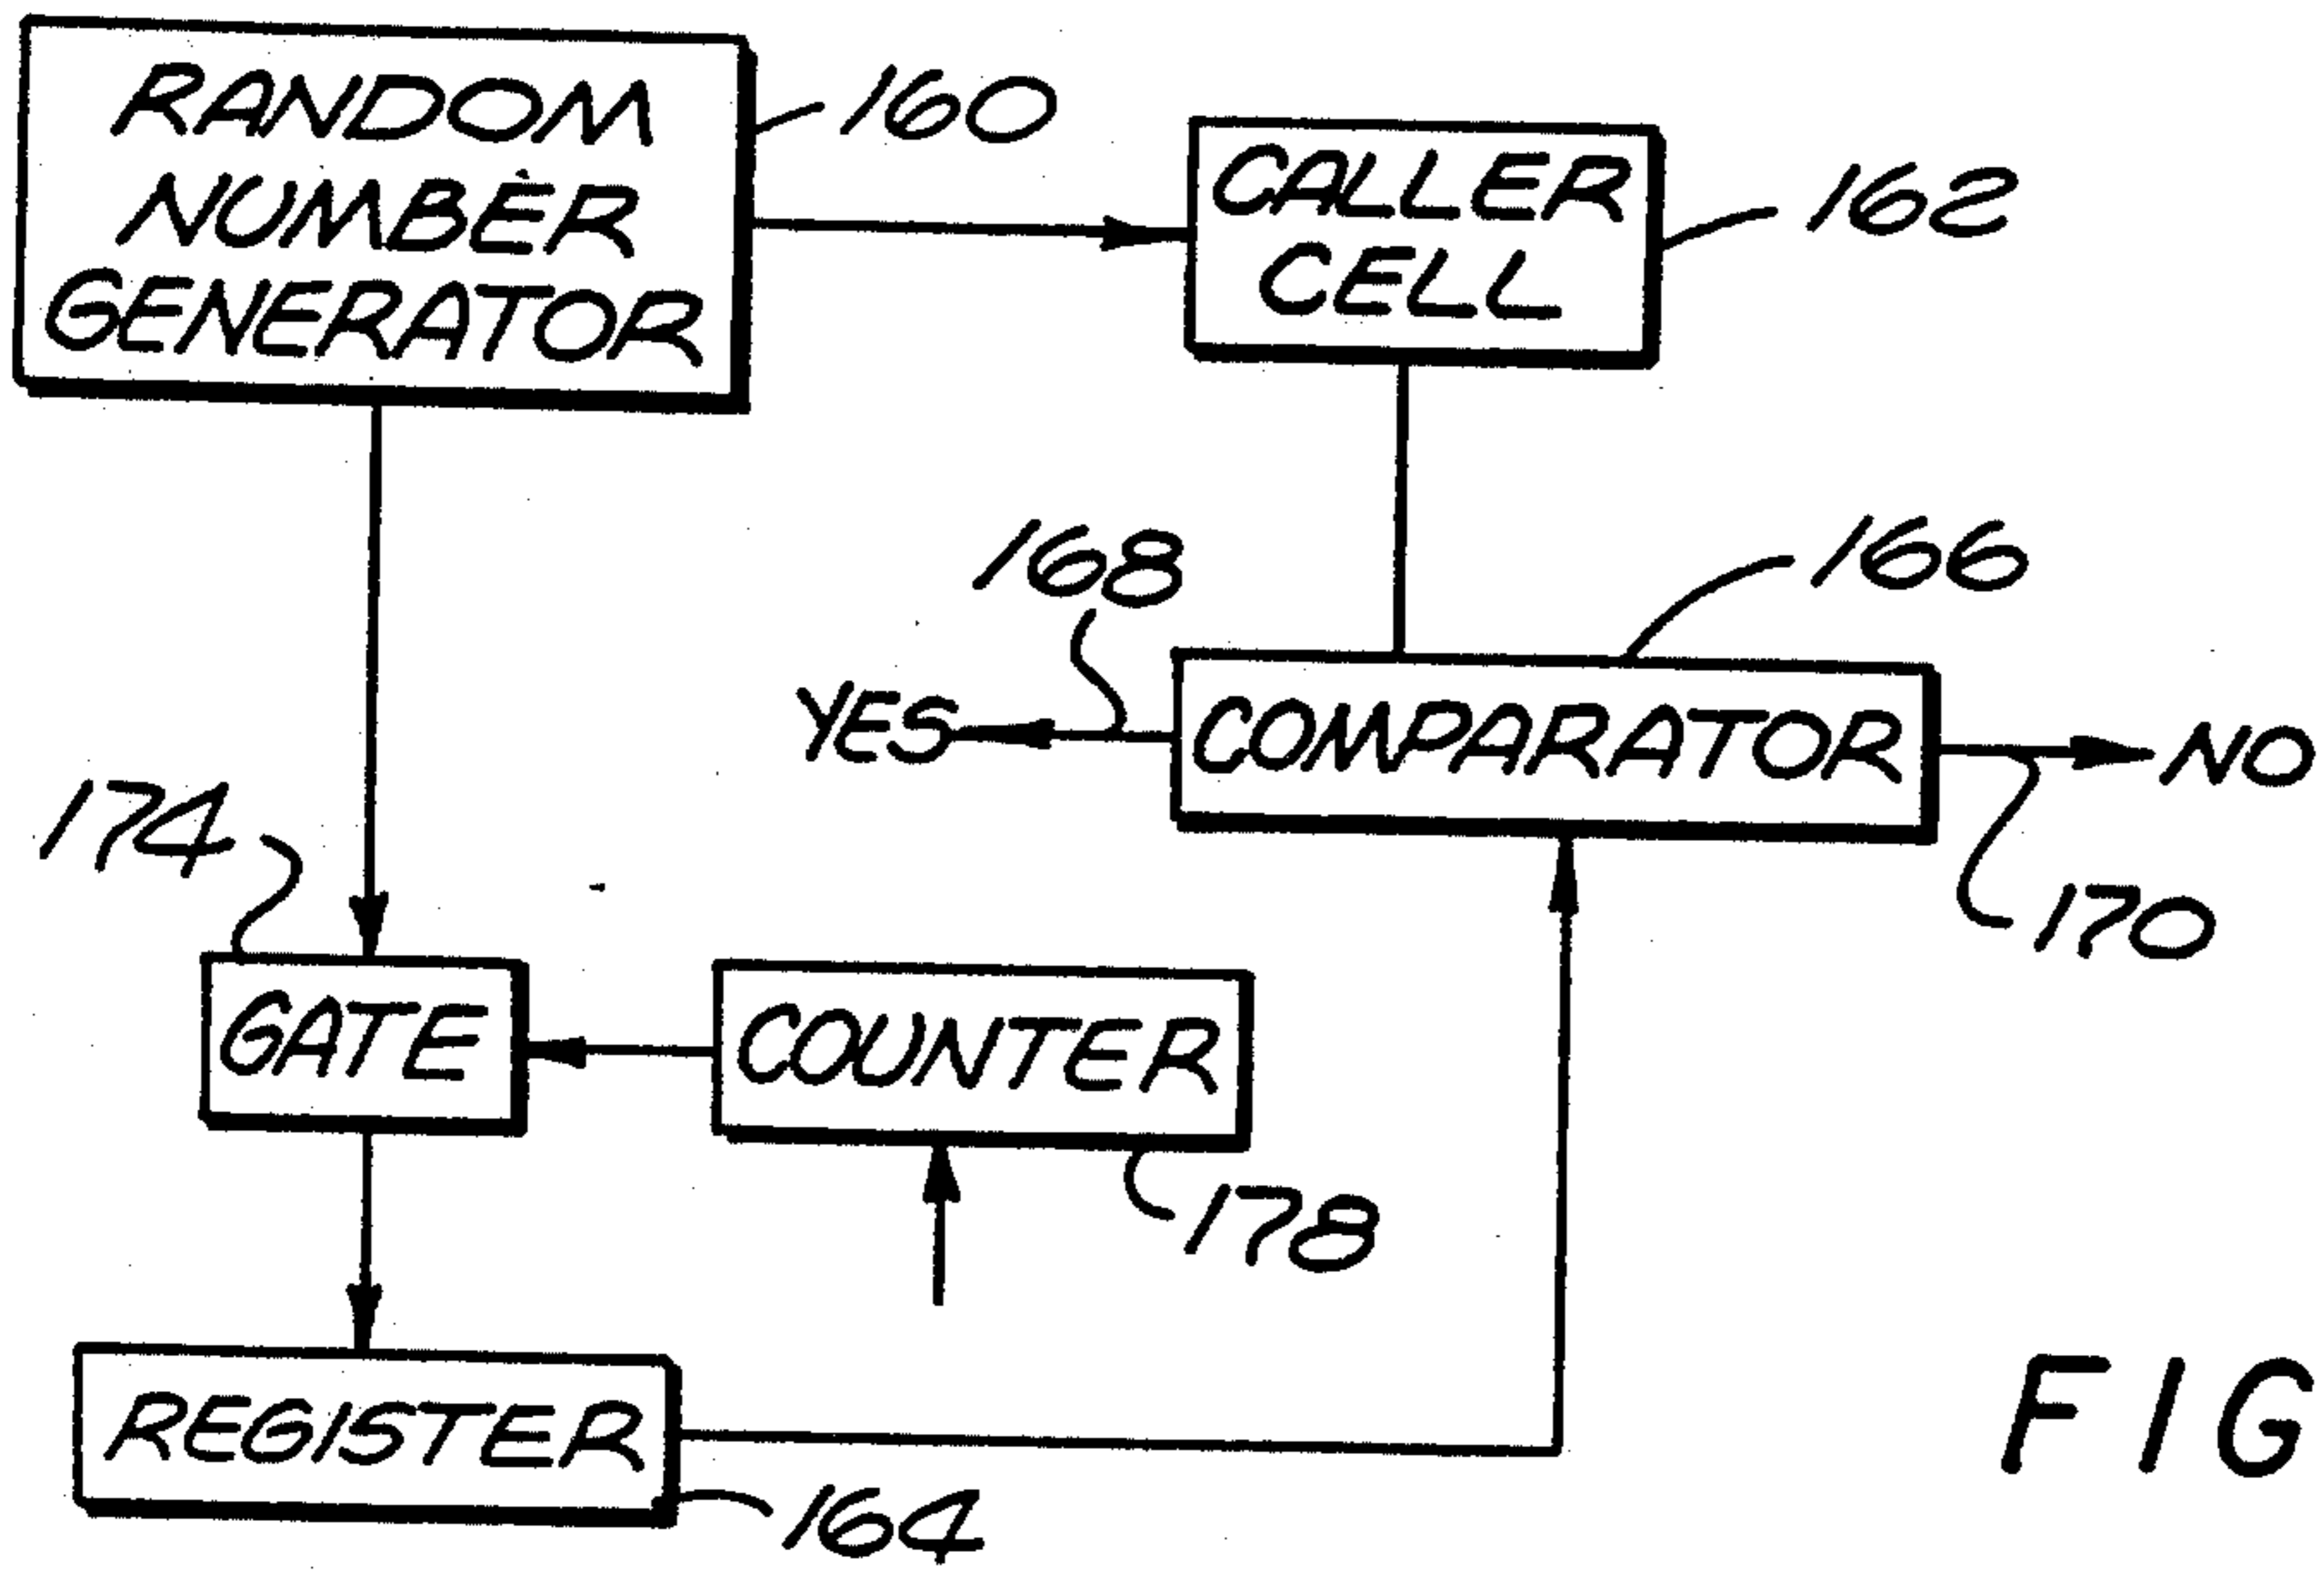 RANDOM
NUMBER
GENERATOR
160
CALLER
CELL
162
168
166
YES
COMPARATOR
NO
174
170
GATE
COUNTER
178
REGISTER
164
FIG